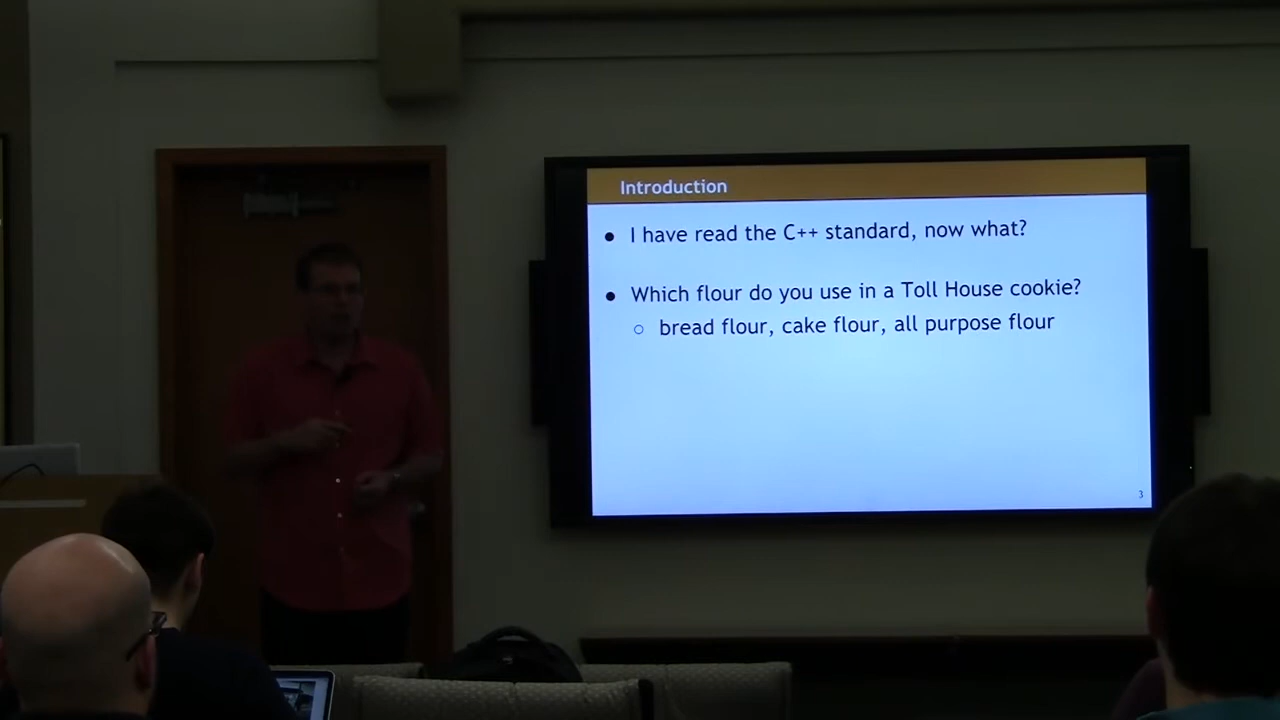 Introduction
● I have read the C++ standard, now what?
● Which flour do you use in a Toll House cookie?
○ bread flour, cake flour, all purpose flour
3